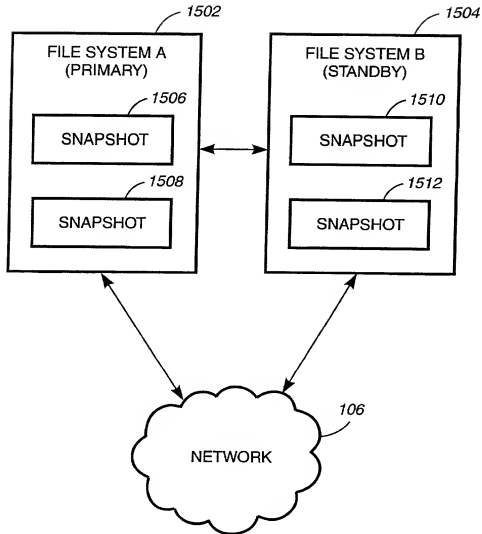 1502
FILE SYSTEM A
(PRIMARY)
1506
SNAPSHOT
1508
SNAPSHOT
1504
FILE SYSTEM B
(STANDBY)
1510
SNAPSHOT
1512
SNAPSHOT
106
NETWORK